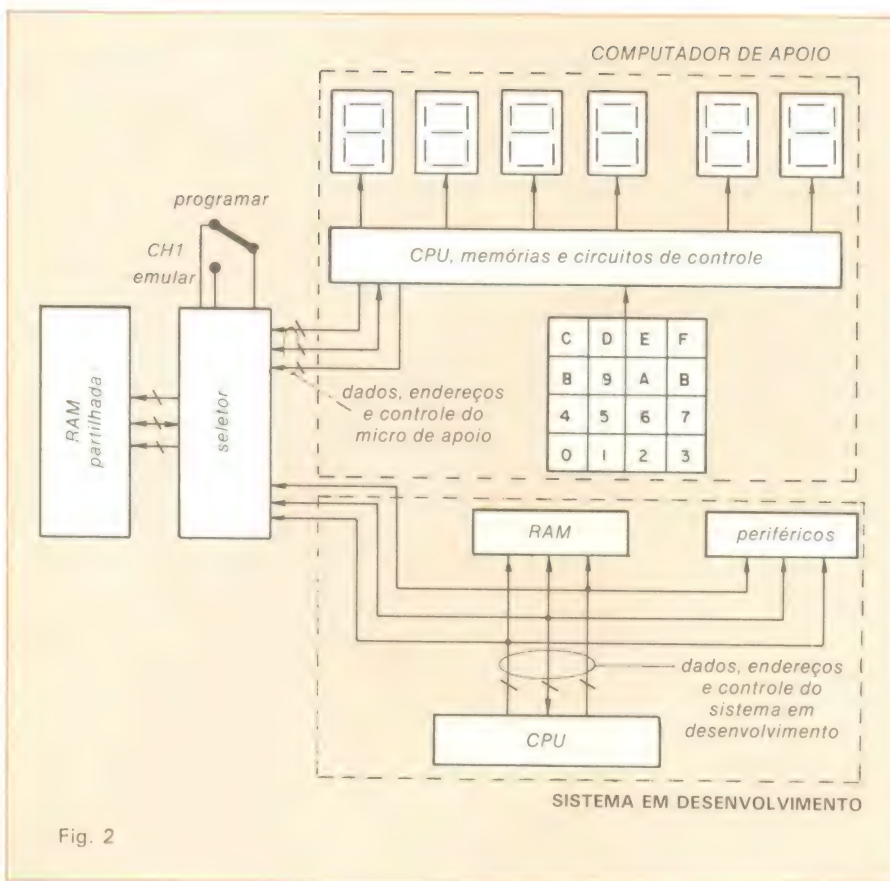 COMPUTADOR DE APOIO
programar
CH1
emular
CPU, memórias e circuitos de controle
RAM
partilhada
seletor
dados, endereços
e controle do
micro de apoio
C D E F
8 9 A B
4 5 6 7
0 1 2 3
RAM
periféricos
dados, endereços
e controle do
sistema em
desenvolvimento
CPU
SISTEMA EM DESENVOLVIMENTO
Fig. 2